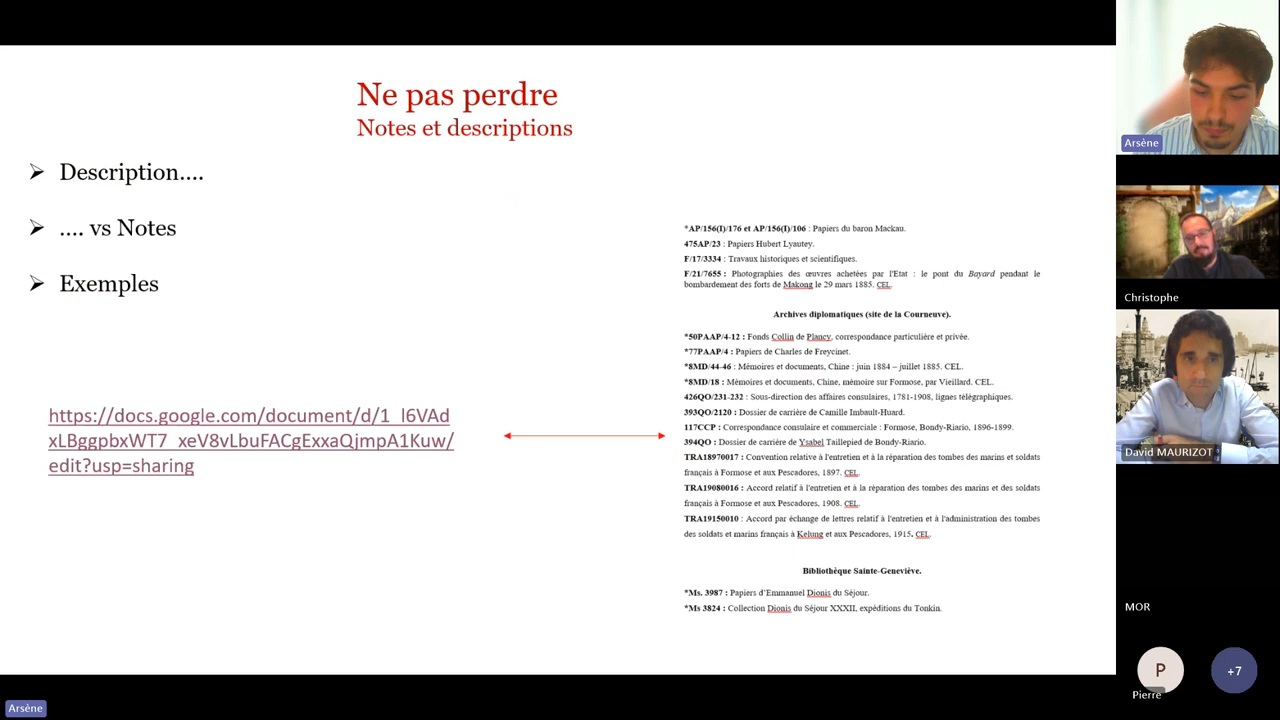 Ne pas perdre
Notes et descriptions
Description....
.... vs Notes
Exemples
https://docs.google.com/document/d/1_l6VAd
xLBggpbxWT7_xeV8vLbuFACgExxaQjmpA1Kuw/
edit?usp=sharing
*AP/156(I)/176 et AP/156(I)/106 : Papiers du baron Mackau.
475AP/23 : Papiers Hubert Lyautey.
F/17/3334 : Travaux historiques et scientifiques.
F/21/7655 : Photographies des œuvres achetées par l'Etat : le pont du Bayard pendant le
bombardement des forts de Makong le 29 mars 1885. CEL.
Archives diplomatiques (site de la Courneuve).
*50PAAP/4-12 : Fonds Collin de Plancy, correspondance particulière et privée.
*77PAAP/4 : Papiers de Charles de Freycinet.
*8MD/44-46 : Mémoires et documents, Chine : juin 1884 – juillet 1885. CEL.
*8MD/18 : Mémoires et documents, Chine, mémoire sur Formose, par Vieillard. CEL.
426QO/231-232 : Sous-direction des affaires consulaires, 1781-1908, lignes télégraphiques.
393QO/2120 : Dossier de carrière de Camille Imbault-Huard.
117CCP : Correspondance consulaire et commerciale : Formose, Bondy-Riario, 1896-1899.
394QO : Dossier de carrière de Ysabel Taillepied de Bondy-Riario.
TRA18970017 : Convention relative à l'entretien et à la réparation des tombes des marins et soldats
français à Formose et aux Pescadores, 1897. CEL.
TRA19080016 : Accord relatif à l'entretien et à la réparation des tombes des marins et des soldats
français à Formose et aux Pescadores, 1908. CEL.
TRA19150010 : Accord par échange de lettres relatif à l'entretien et à l'administration des tombes
des soldats et marins français à Kelung et aux Pescadores, 1915. CEL.
Bibliothèque Sainte-Geneviève.
*Ms. 3987 : Papiers d'Emmanuel Dionis du Séjour.
*Ms 3824 : Collection Dionis du Séjour XXXII, expéditions du Tonkin.
Arsène
Arsène
Christophe
David MAURIZOT
MOR
P
Pierre
+7